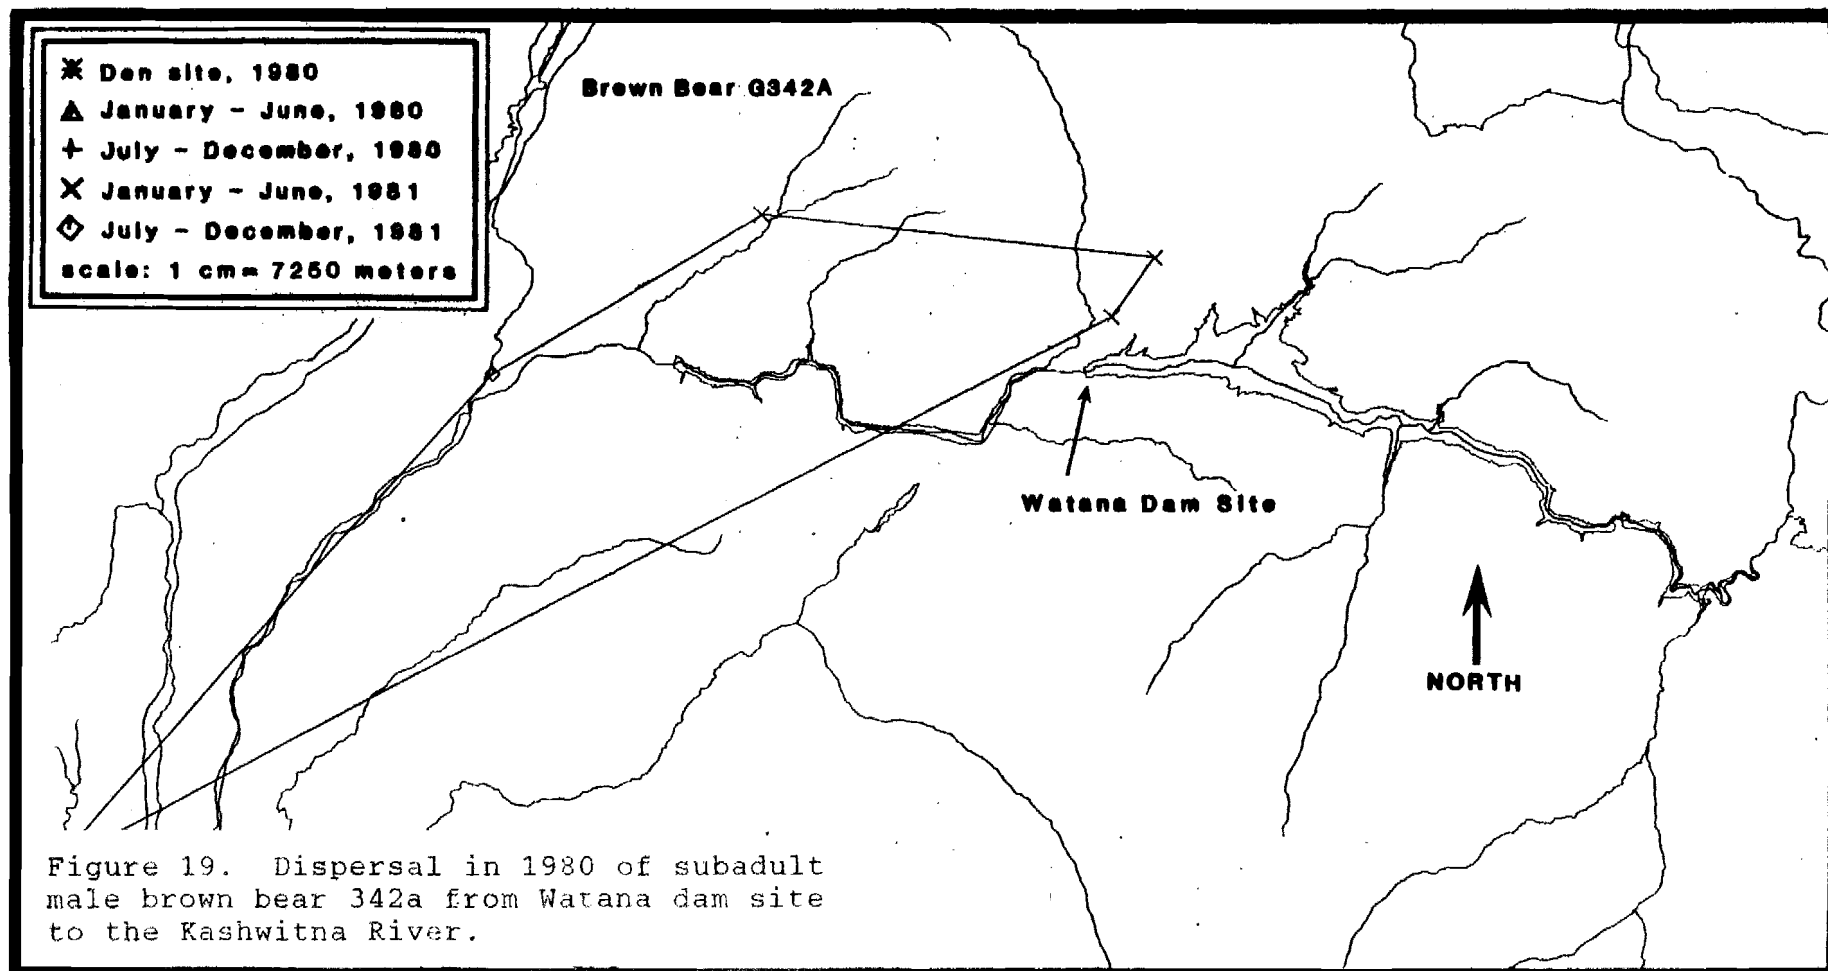 Den site, 1980
January - June, 1980
July - December, 1980
January - June, 1981
July - December, 1981
scale: 1 cm= 7250 meters
Brown Bear G342A
Watana Dam Site
NORTH
Figure 19. Dispersal in 1980 of subadult
male brown bear 342a from Watana dam site
to the Kashwitna River.